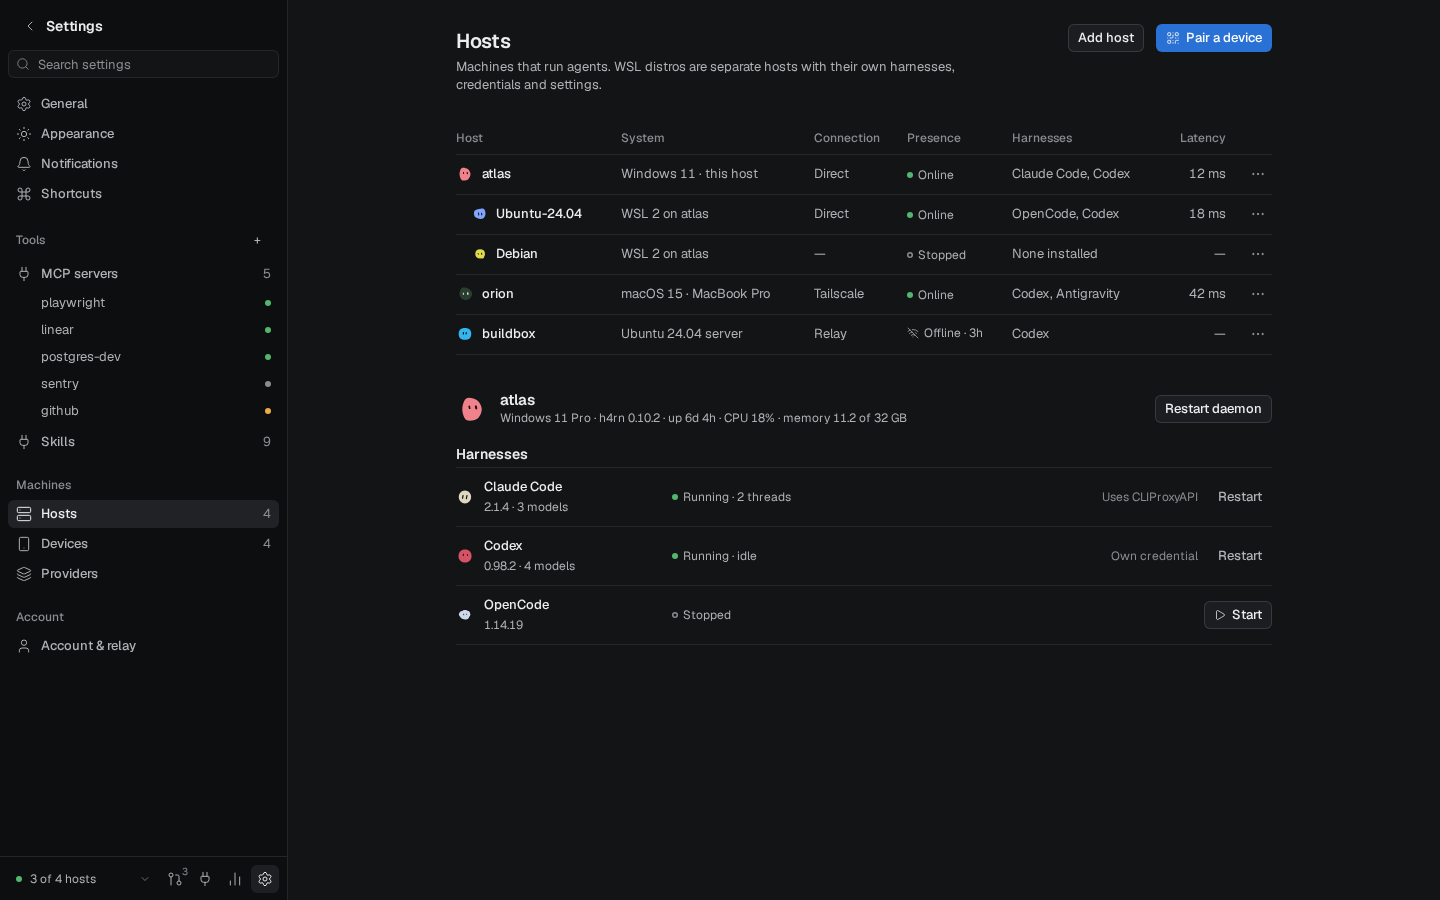 Settings
Search settings
General
Appearance
Notifications
Shortcuts
Tools +
MCP servers 5
playwright
linear
postgres-dev
sentry
github
Skills 9
Machines
Hosts 4
Devices 4
Providers
Account
Account & relay
3 of 4 hosts 3
Hosts
Machines that run agents. WSL distros are separate hosts with their own harnesses,
credentials and settings.
Add host Pair a device
Host System Connection Presence Harnesses Latency
atlas Windows 11 · this host Direct Online Claude Code, Codex 12 ms ···
Ubuntu-24.04 WSL 2 on atlas Direct Online OpenCode, Codex 18 ms ···
Debian WSL 2 on atlas — Stopped None installed — ···
orion macOS 15 · MacBook Pro Tailscale Online Codex, Antigravity 42 ms ···
buildbox Ubuntu 24.04 server Relay Offline · 3h Codex — ···
atlas
Windows 11 Pro · h4rn 0.10.2 · up 6d 4h · CPU 18% · memory 11.2 of 32 GB
Restart daemon
Harnesses
Claude Code
2.1.4 · 3 models
Running · 2 threads Uses CLIProxyAPI Restart
Codex
0.98.2 · 4 models
Running · idle Own credential Restart
OpenCode
1.14.19
Stopped Start